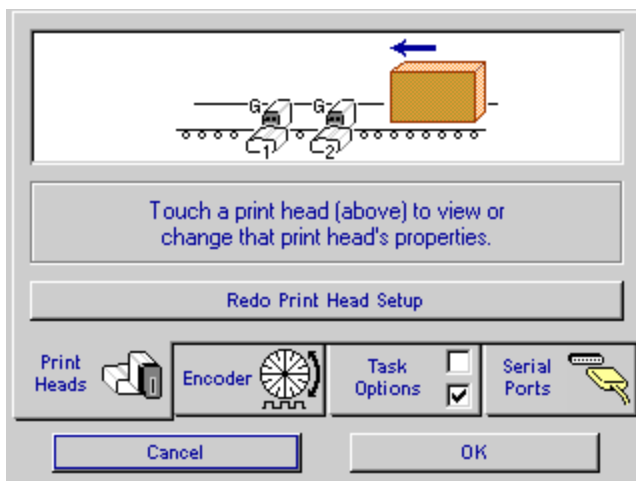 G G
1 2
Touch a print head (above) to view or
change that print head's properties.
Redo Print Head Setup
Print
Heads
Encoder
Task
Options
Serial
Ports
Cancel
OK